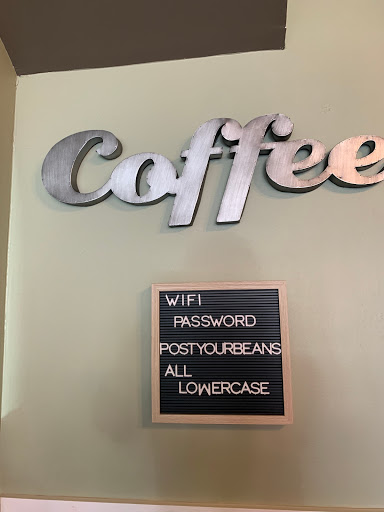 Coffee
WIFI
PASSWORD
POSTYOURBEANS
ALL
LOWERCASE